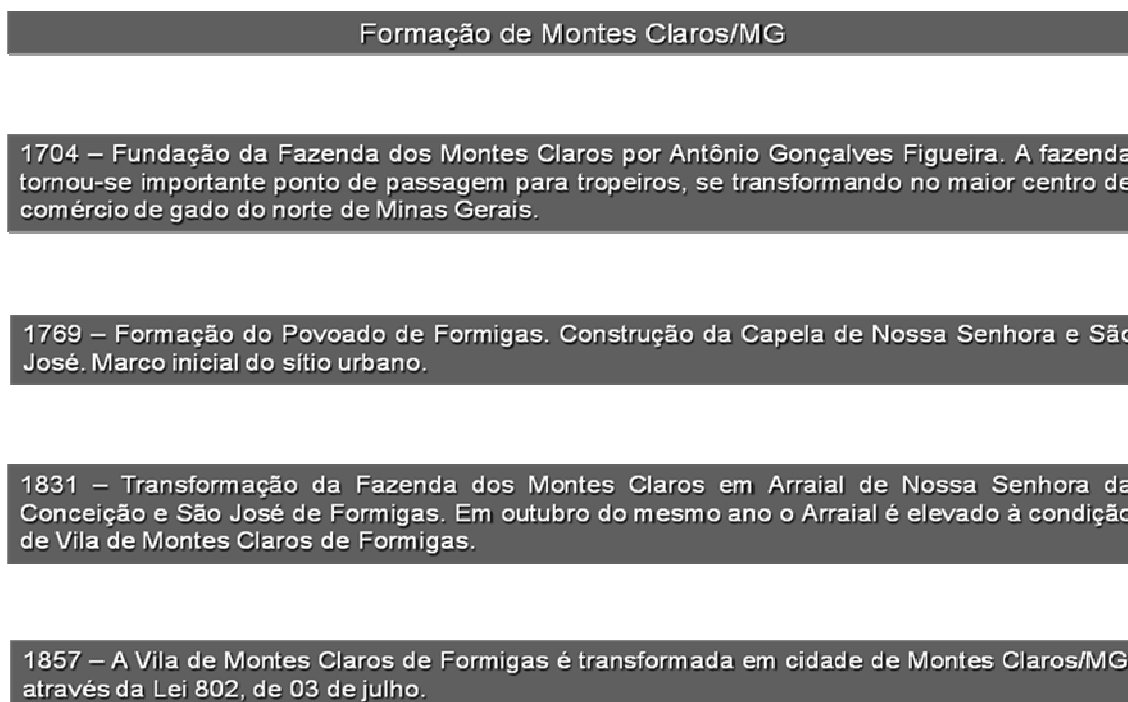 Formação de Montes Claros/MG
1704 – Fundação da Fazenda dos Montes Claros por Antônio Gonçalves Figueira. A fazenda
tornou-se importante ponto de passagem para tropeiros, se transformando no maior centro de
comércio de gado do norte de Minas Gerais.
1769 – Formação do Povoado de Formigas. Construção da Capela de Nossa Senhora e São
José. Marco inicial do sítio urbano.
1831 – Transformação da Fazenda dos Montes Claros em Arraial de Nossa Senhora da
Conceição e São José de Formigas. Em outubro do mesmo ano o Arraial é elevado à condição
de Vila de Montes Claros de Formigas.
1857 – A Vila de Montes Claros de Formigas é transformada em cidade de Montes Claros/MG
através da Lei 802, de 03 de julho.